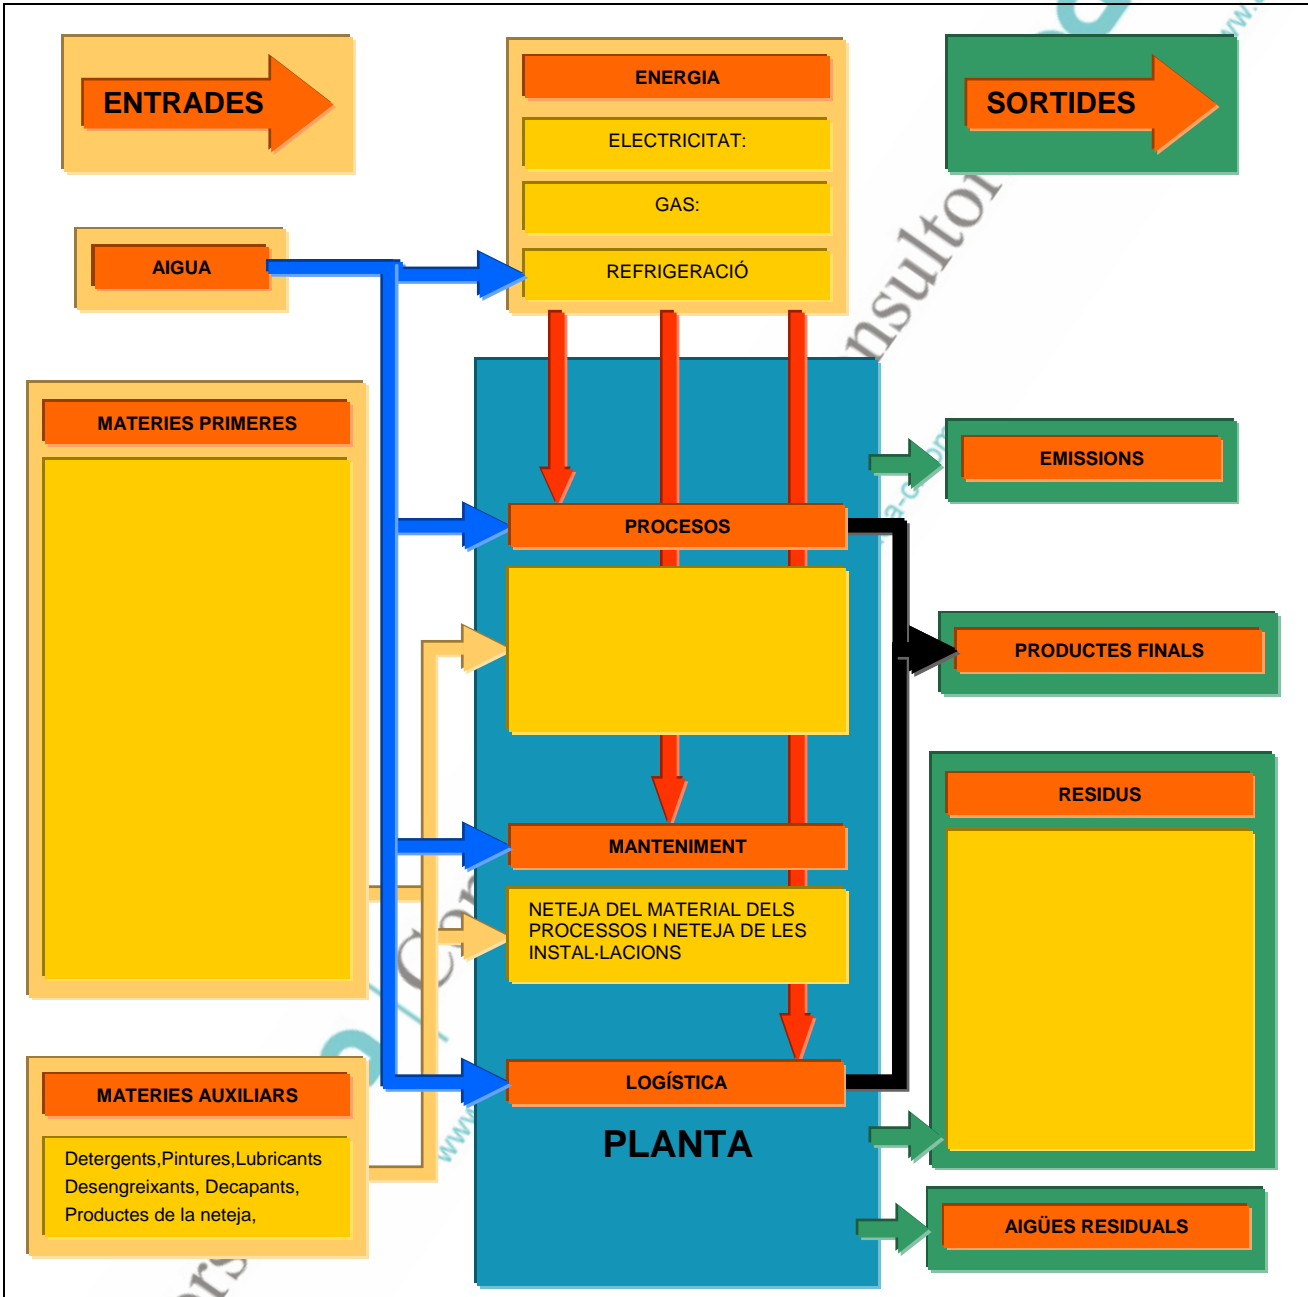 ENTRADES
ENERGIA
SORTIDES
ELECTRICITAT:
GAS:
AIGUA
REFRIGERACIÓ
MATERIES PRIMERES
EMISSIONS
PROCESOS
PRODUCTES FINALS
RESIDUS
MANTENIMENT
NETEJA DEL MATERIAL DELS
PROCESSOS I NETEJA DE LES
INSTAL·LACIONS
LOGÍSTICA
MATERIES AUXILIARS
PLANTA
Detergents,Pintures,Lubricants
Desengreixants, Decapants,
Productes de la neteja,
AIGÜES RESIDUALS